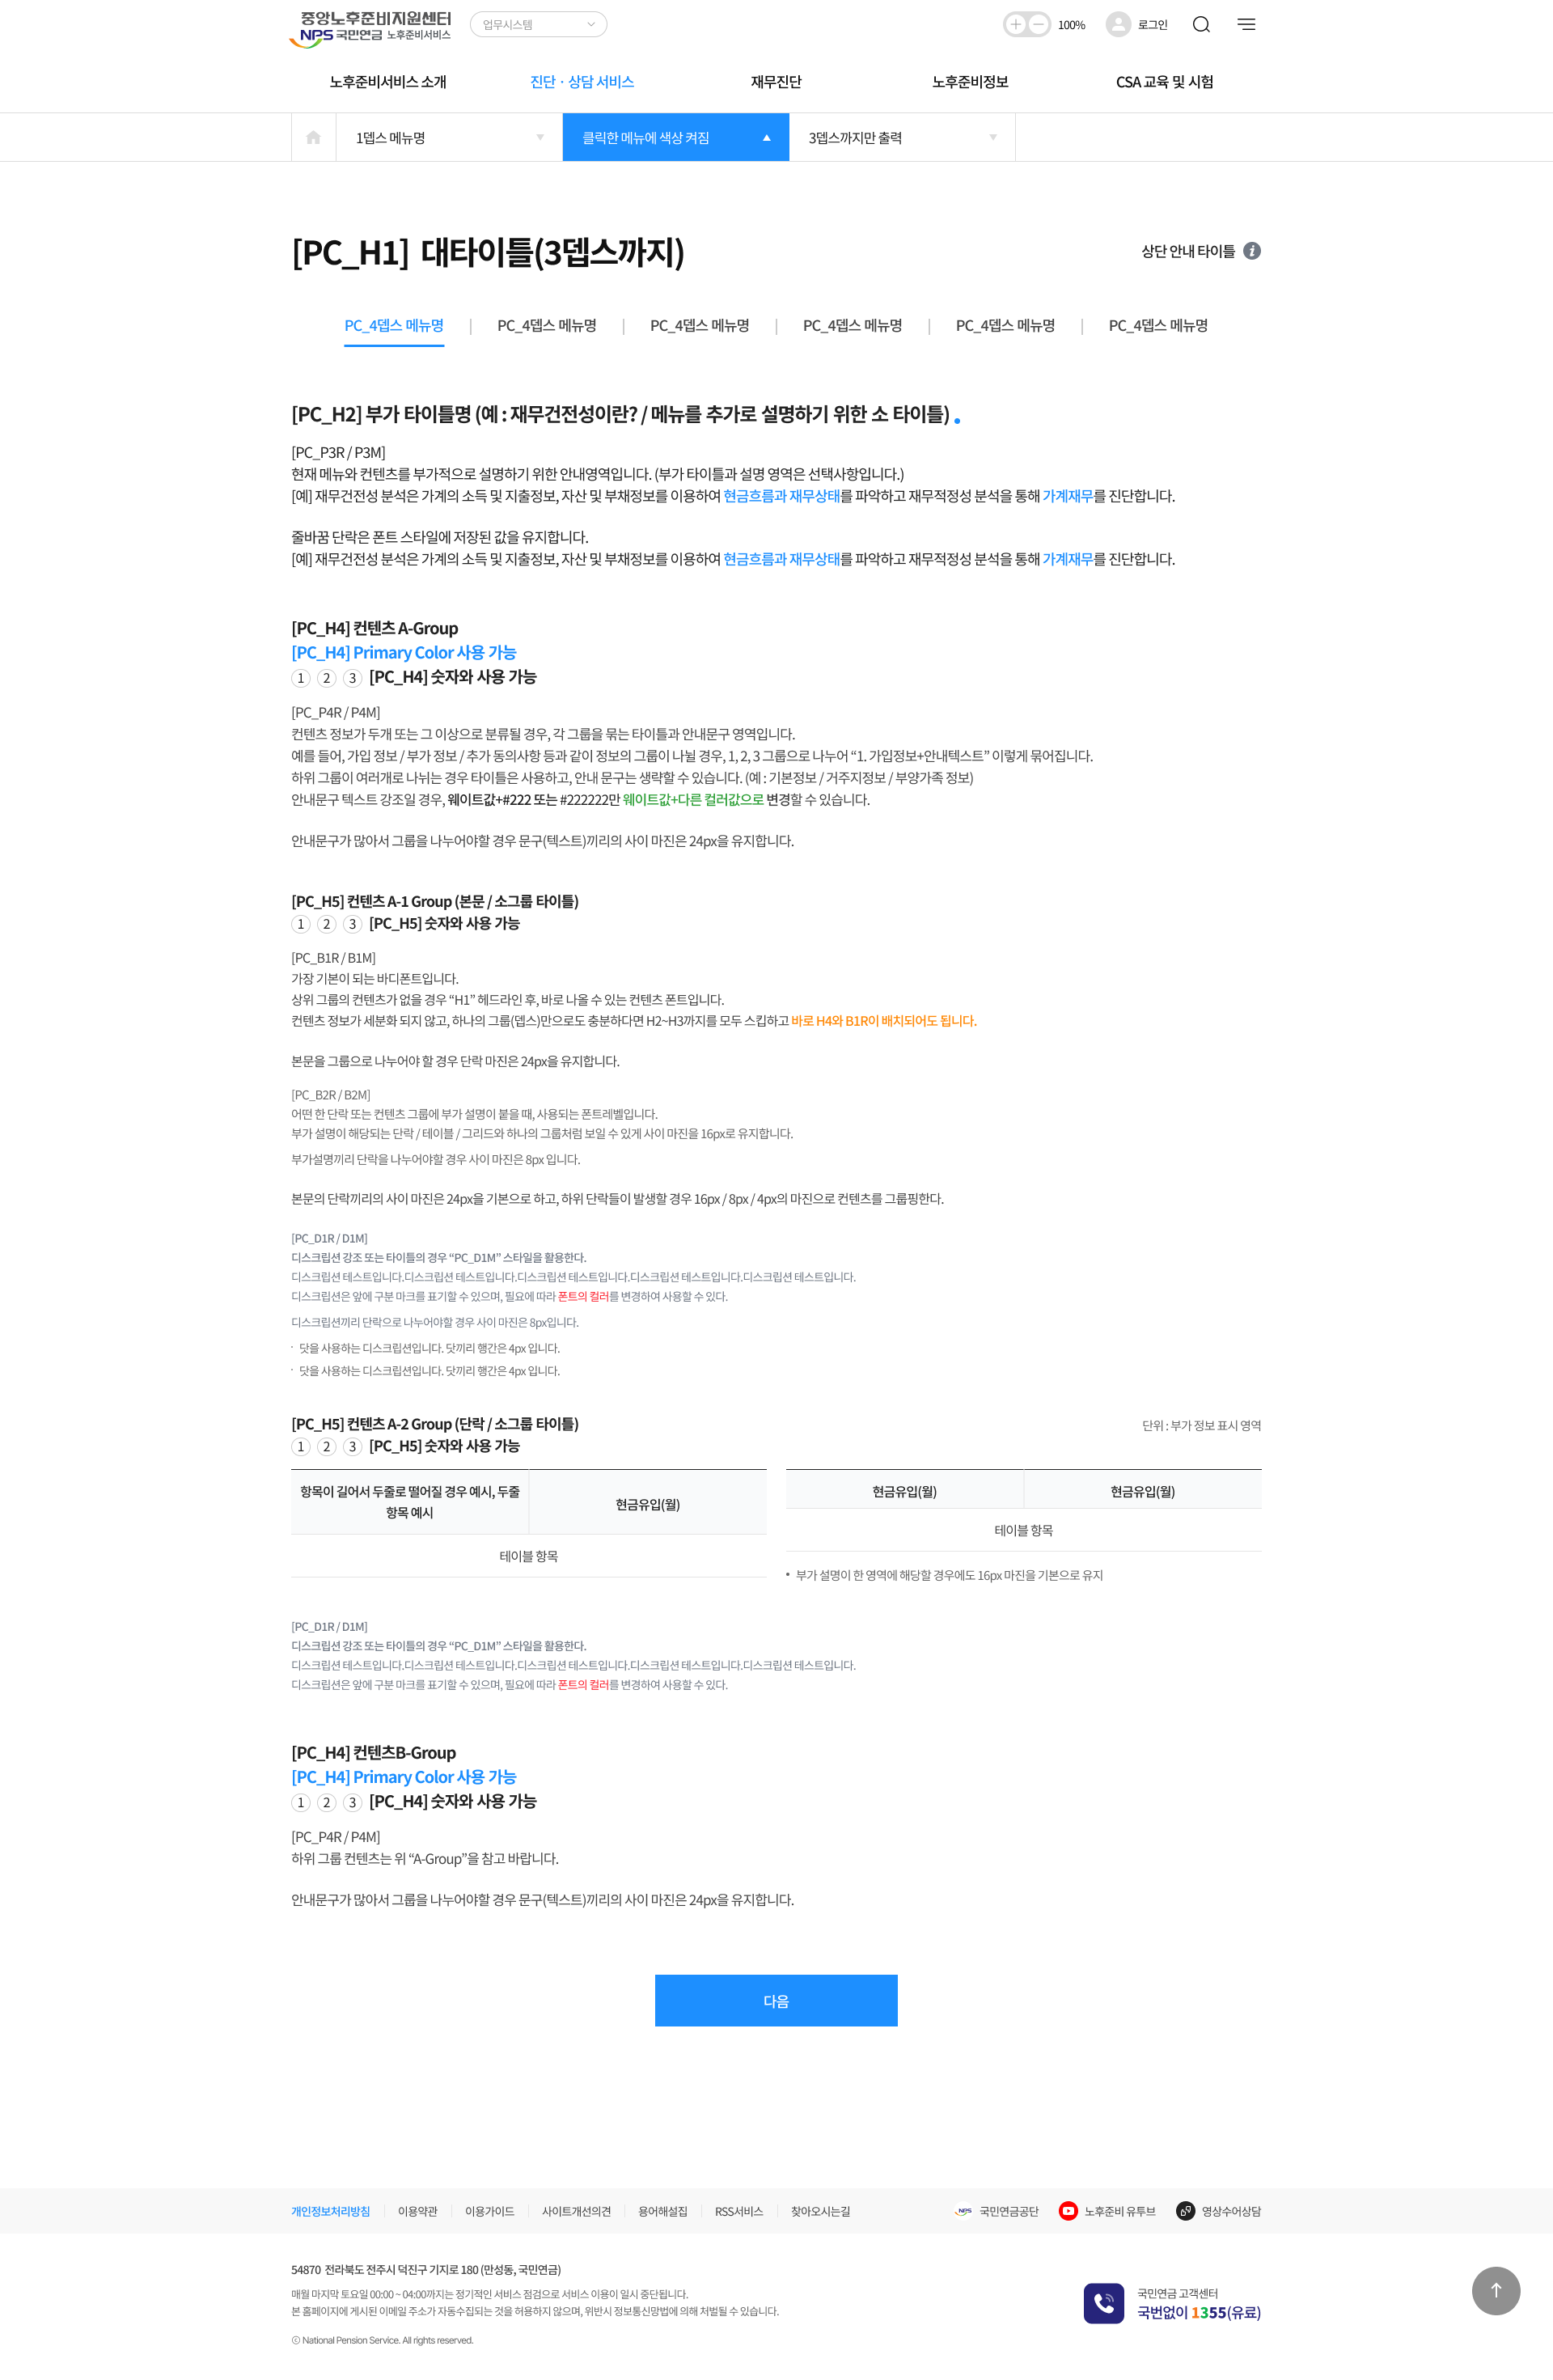 중앙노후준비지원센터
NPS 국민연금 노후준비서비스
업무시스템
100%
로그인
노후준비서비스 소개
진단 · 상담 서비스
재무진단
노후준비정보
CSA 교육 및 시험
1뎁스 메뉴명
클릭한 메뉴에 색상 켜짐
3뎁스까지만 출력
[PC_H1] 대타이틀(3뎁스까지)
상단 안내 타이틀
PC_4뎁스 메뉴명
PC_4뎁스 메뉴명
PC_4뎁스 메뉴명
PC_4뎁스 메뉴명
PC_4뎁스 메뉴명
PC_4뎁스 메뉴명
[PC_H2] 부가 타이틀명 (예 : 재무건전성이란? / 메뉴를 추가로 설명하기 위한 소 타이틀)
[PC_P3R / P3M]
현재 메뉴와 컨텐츠를 부가적으로 설명하기 위한 안내영역입니다. (부가 타이틀과 설명 영역은 선택사항입니다.)
[예] 재무건전성 분석은 가계의 소득 및 지출정보, 자산 및 부채정보를 이용하여 현금흐름과 재무상태를 파악하고 재무적정성 분석을 통해 가계재무를 진단합니다.
줄바꿈 단락은 폰트 스타일에 저장된 값을 유지합니다.
[예] 재무건전성 분석은 가계의 소득 및 지출정보, 자산 및 부채정보를 이용하여 현금흐름과 재무상태를 파악하고 재무적정성 분석을 통해 가계재무를 진단합니다.
[PC_H4] 컨텐츠 A-Group
[PC_H4] Primary Color 사용 가능
1 2 3 [PC_H4] 숫자와 사용 가능
[PC_P4R / P4M]
컨텐츠 정보가 두개 또는 그 이상으로 분류될 경우, 각 그룹을 묶는 타이틀과 안내문구 영역입니다.
예를 들어, 가입 정보 / 부가 정보 / 추가 동의사항 등과 같이 정보의 그룹이 나뉠 경우, 1, 2, 3 그룹으로 나누어 “1. 가입정보+안내텍스트” 이렇게 묶어집니다.
하위 그룹이 여러개로 나뉘는 경우 타이틀은 사용하고, 안내 문구는 생략할 수 있습니다. (예 : 기본정보 / 거주지정보 / 부양가족 정보)
안내문구 텍스트 강조일 경우, 웨이트값+#222 또는 #222222만 웨이트값+다른 컬러값으로 변경할 수 있습니다.
안내문구가 많아서 그룹을 나누어야할 경우 문구(텍스트)끼리의 사이 마진은 24px을 유지합니다.
[PC_H5] 컨텐츠 A-1 Group (본문 / 소그룹 타이틀)
1 2 3 [PC_H5] 숫자와 사용 가능
[PC_B1R / B1M]
가장 기본이 되는 바디폰트입니다.
상위 그룹의 컨텐츠가 없을 경우 “H1” 헤드라인 후, 바로 나올 수 있는 컨텐츠 폰트입니다.
컨텐츠 정보가 세분화 되지 않고, 하나의 그룹(뎁스)만으로도 충분하다면 H2~H3까지를 모두 스킵하고 바로 H4와 B1R이 배치되어도 됩니다.
본문을 그룹으로 나누어야 할 경우 단락 마진은 24px을 유지합니다.
[PC_B2R / B2M]
어떤 한 단락 또는 컨텐츠 그룹에 부가 설명이 붙을 때, 사용되는 폰트레벨입니다.
부가 설명이 해당되는 단락 / 테이블 / 그리드와 하나의 그룹처럼 보일 수 있게 사이 마진을 16px로 유지합니다.
부가설명끼리 단락을 나누어야할 경우 사이 마진은 8px 입니다.
본문의 단락끼리의 사이 마진은 24px을 기본으로 하고, 하위 단락들이 발생할 경우 16px / 8px / 4px의 마진으로 컨텐츠를 그룹핑한다.
[PC_D1R / D1M]
디스크립션 강조 또는 타이틀의 경우 “PC_D1M” 스타일을 활용한다.
디스크립션 테스트입니다.디스크립션 테스트입니다.디스크립션 테스트입니다.디스크립션 테스트입니다.디스크립션 테스트입니다.
디스크립션은 앞에 구분 마크를 표기할 수 있으며, 필요에 따라 폰트의 컬러를 변경하여 사용할 수 있다.
디스크립션끼리 단락으로 나누어야할 경우 사이 마진은 8px입니다.
· 닷을 사용하는 디스크립션입니다. 닷끼리 행간은 4px 입니다.
· 닷을 사용하는 디스크립션입니다. 닷끼리 행간은 4px 입니다.
[PC_H5] 컨텐츠 A-2 Group (단락 / 소그룹 타이틀)
단위 : 부가 정보 표시 영역
1 2 3 [PC_H5] 숫자와 사용 가능
항목이 길어서 두줄로 떨어질 경우 예시, 두줄
항목 예시
현금유입(월)
테이블 항목
현금유입(월)
현금유입(월)
테이블 항목
• 부가 설명이 한 영역에 해당할 경우에도 16px 마진을 기본으로 유지
[PC_D1R / D1M]
디스크립션 강조 또는 타이틀의 경우 “PC_D1M” 스타일을 활용한다.
디스크립션 테스트입니다.디스크립션 테스트입니다.디스크립션 테스트입니다.디스크립션 테스트입니다.디스크립션 테스트입니다.
디스크립션은 앞에 구분 마크를 표기할 수 있으며, 필요에 따라 폰트의 컬러를 변경하여 사용할 수 있다.
[PC_H4] 컨텐츠B-Group
[PC_H4] Primary Color 사용 가능
1 2 3 [PC_H4] 숫자와 사용 가능
[PC_P4R / P4M]
하위 그룹 컨텐츠는 위 “A-Group”을 참고 바랍니다.
안내문구가 많아서 그룹을 나누어야할 경우 문구(텍스트)끼리의 사이 마진은 24px을 유지합니다.
다음
개인정보처리방침
이용약관
이용가이드
사이트개선의견
용어해설집
RSS서비스
찾아오시는길
NPS 국민연금공단
노후준비 유투브
영상수어상담
54870 전라북도 전주시 덕진구 기지로 180 (만성동, 국민연금)
매월 마지막 토요일 00:00 ~ 04:00까지는 정기적인 서비스 점검으로 서비스 이용이 일시 중단됩니다.
본 홈페이지에 게시된 이메일 주소가 자동수집되는 것을 허용하지 않으며, 위반시 정보통신망법에 의해 처벌될 수 있습니다.
ⓒ National Pension Service. All rights reserved.
국민연금 고객센터
국번없이 1355(유료)